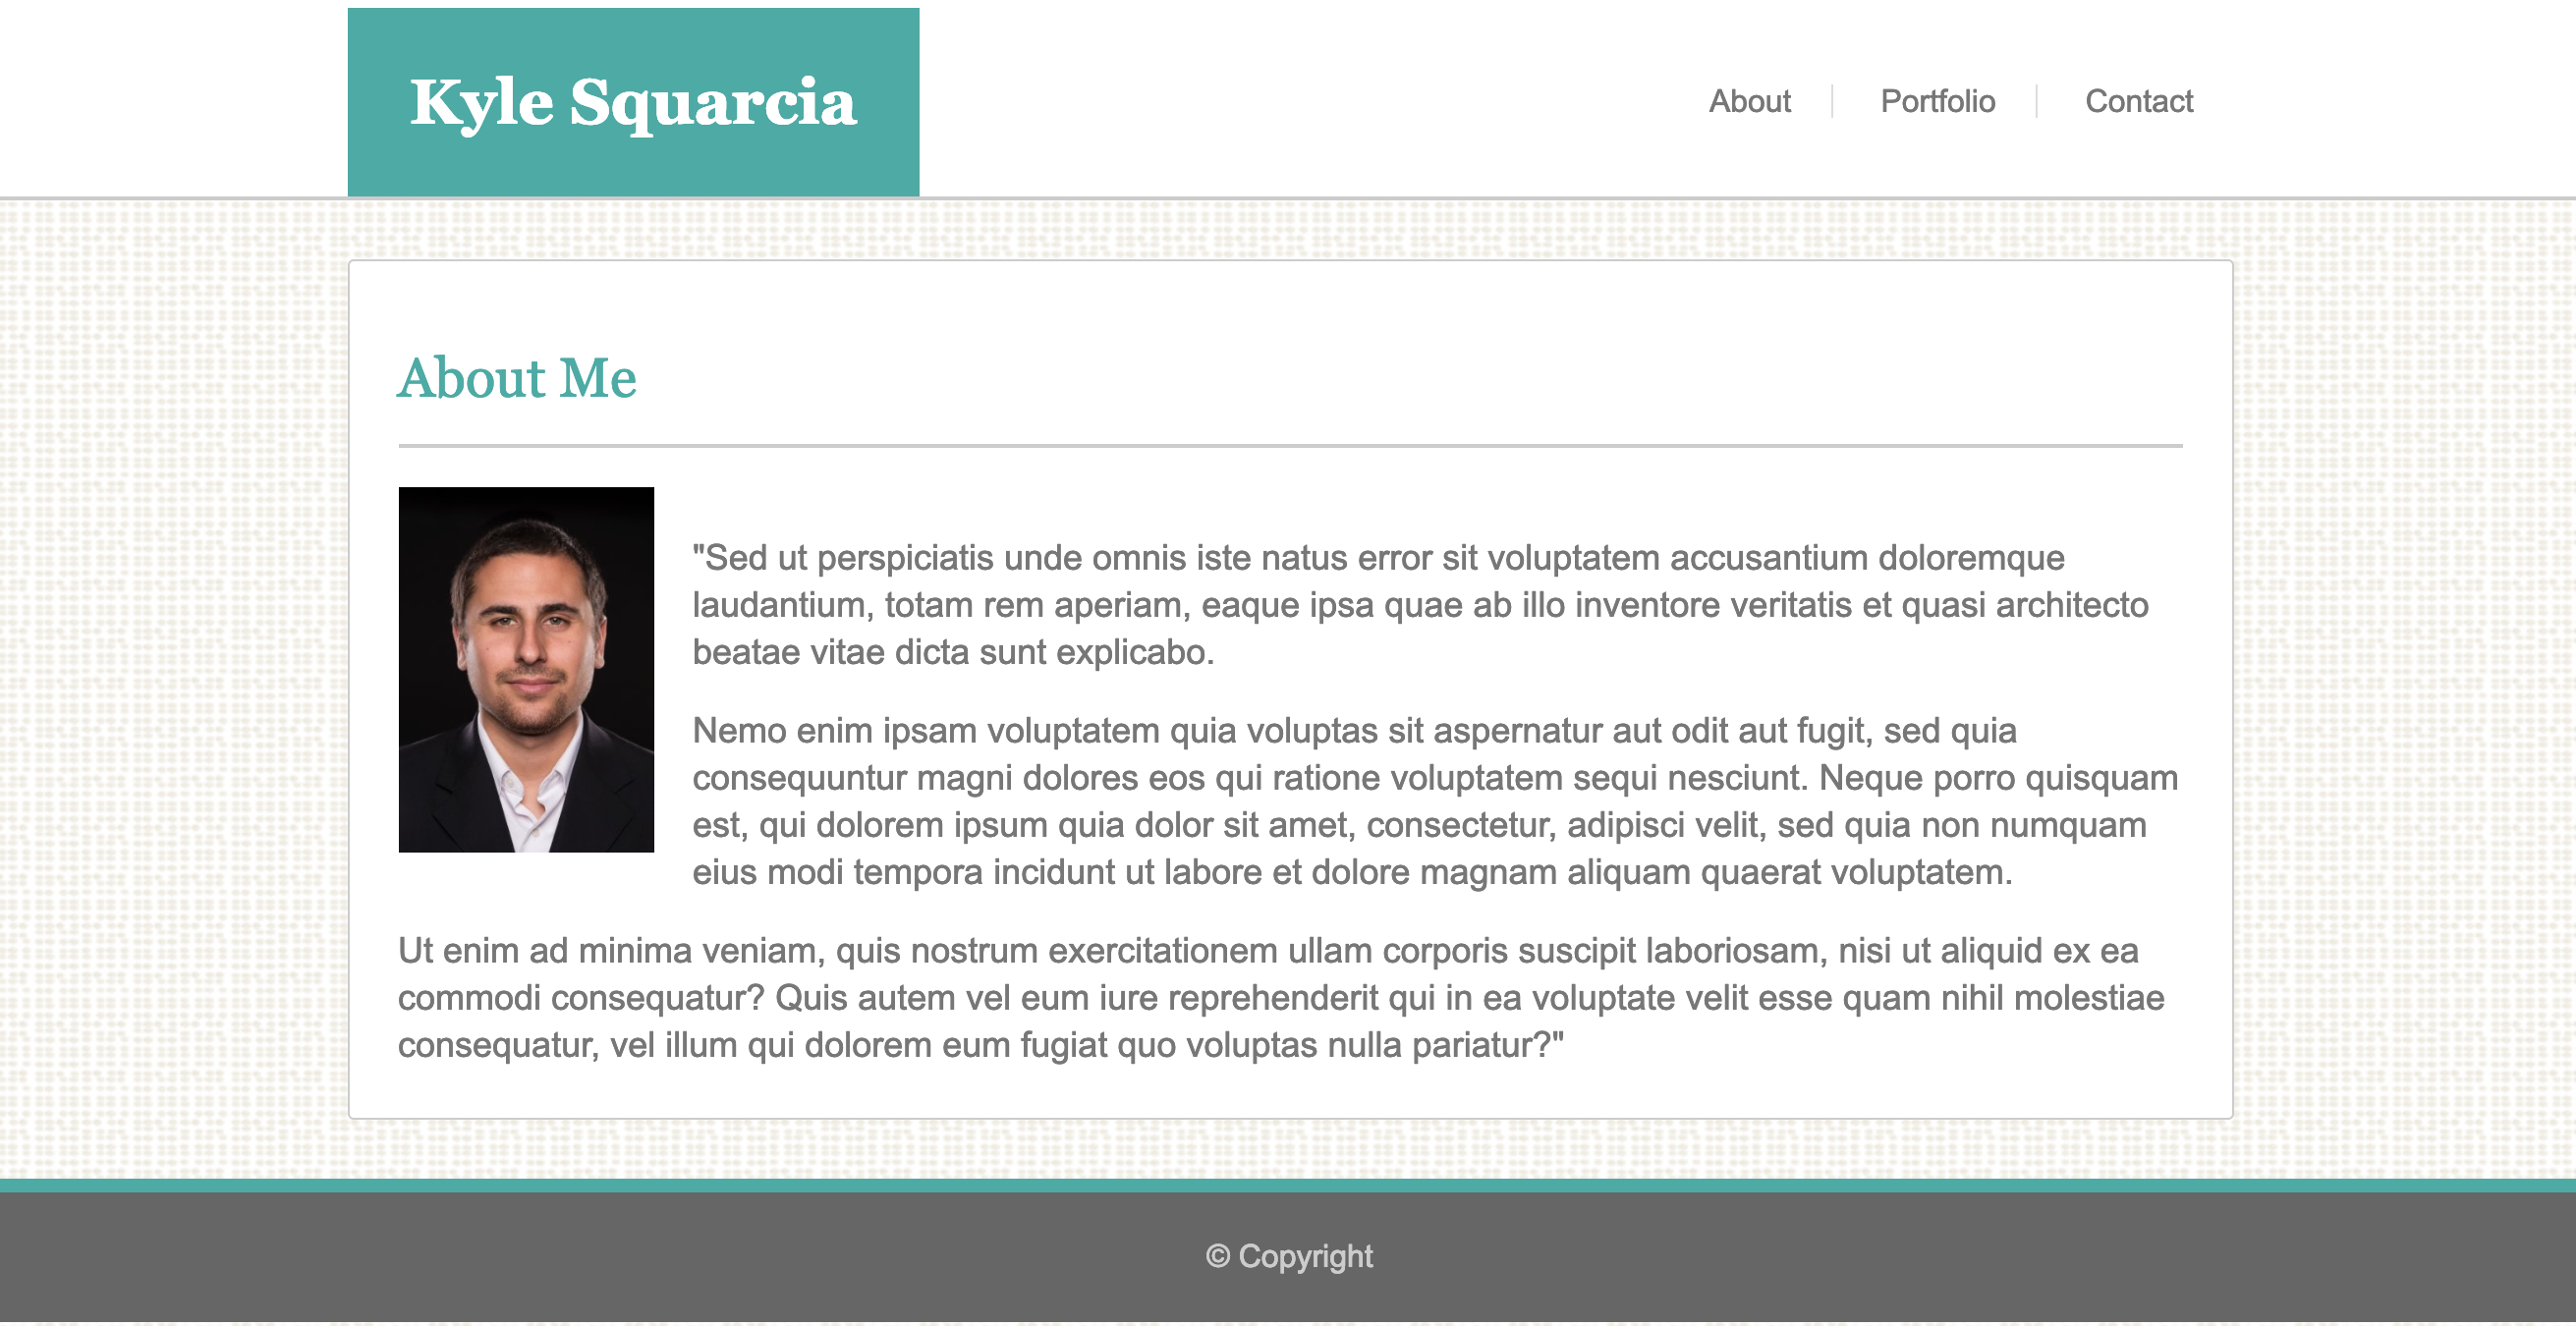 Kyle Squarcia
About
Portfolio
Contact
About Me
"Sed ut perspiciatis unde omnis iste natus error sit voluptatem accusantium doloremque
laudantium, totam rem aperiam, eaque ipsa quae ab illo inventore veritatis et quasi architecto
beatae vitae dicta sunt explicabo.
Nemo enim ipsam voluptatem quia voluptas sit aspernatur aut odit aut fugit, sed quia
consequuntur magni dolores eos qui ratione voluptatem sequi nesciunt. Neque porro quisquam
est, qui dolorem ipsum quia dolor sit amet, consectetur, adipisci velit, sed quia non numquam
eius modi tempora incidunt ut labore et dolore magnam aliquam quaerat voluptatem.
Ut enim ad minima veniam, quis nostrum exercitationem ullam corporis suscipit laboriosam, nisi ut aliquid ex ea
commodi consequatur? Quis autem vel eum iure reprehenderit qui in ea voluptate velit esse quam nihil molestiae
consequatur, vel illum qui dolorem eum fugiat quo voluptas nulla pariatur?"
© Copyright